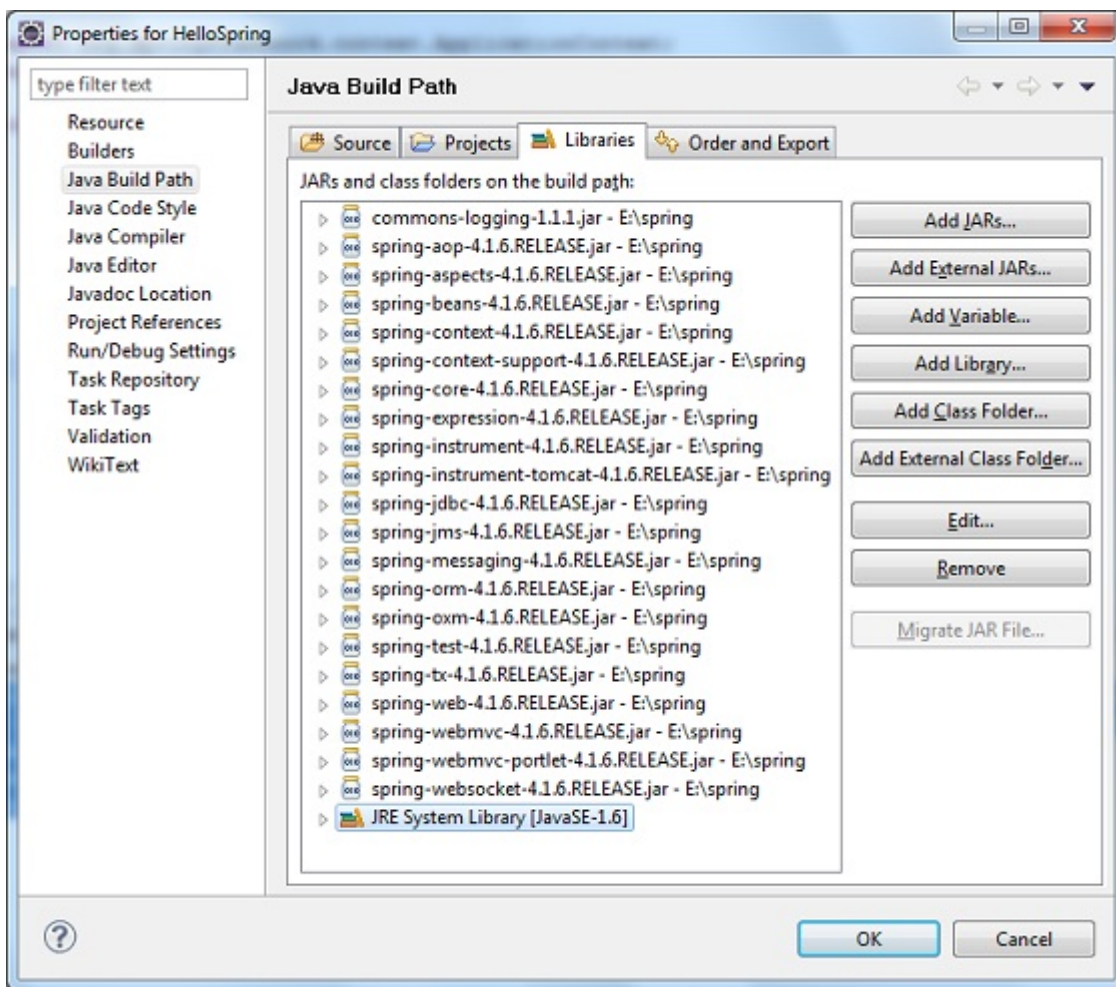 Properties for HelloSpring
type filter text
Resource
Builders
Java Build Path
Java Code Style
Java Compiler
Java Editor
Javadoc Location
Project References
Run/Debug Settings
Task Repository
Task Tags
Validation
WikiText
Java Build Path
Source Projects Libraries Order and Export
JARs and class folders on the build path:
commons-logging-1.1.1.jar - E:\spring
spring-aop-4.1.6.RELEASE.jar - E:\spring
spring-aspects-4.1.6.RELEASE.jar - E:\spring
spring-beans-4.1.6.RELEASE.jar - E:\spring
spring-context-4.1.6.RELEASE.jar - E:\spring
spring-context-support-4.1.6.RELEASE.jar - E:\spring
spring-core-4.1.6.RELEASE.jar - E:\spring
spring-expression-4.1.6.RELEASE.jar - E:\spring
spring-instrument-4.1.6.RELEASE.jar - E:\spring
spring-instrument-tomcat-4.1.6.RELEASE.jar - E:\spring
spring-jdbc-4.1.6.RELEASE.jar - E:\spring
spring-jms-4.1.6.RELEASE.jar - E:\spring
spring-messaging-4.1.6.RELEASE.jar - E:\spring
spring-orm-4.1.6.RELEASE.jar - E:\spring
spring-oxm-4.1.6.RELEASE.jar - E:\spring
spring-test-4.1.6.RELEASE.jar - E:\spring
spring-tx-4.1.6.RELEASE.jar - E:\spring
spring-web-4.1.6.RELEASE.jar - E:\spring
spring-webmvc-4.1.6.RELEASE.jar - E:\spring
spring-webmvc-portlet-4.1.6.RELEASE.jar - E:\spring
spring-websocket-4.1.6.RELEASE.jar - E:\spring
JRE System Library [JavaSE-1.6]
Add JARs...
Add External JARs...
Add Variable...
Add Library...
Add Class Folder...
Add External Class Folder...
Edit...
Remove
Migrate JAR File...
OK
Cancel